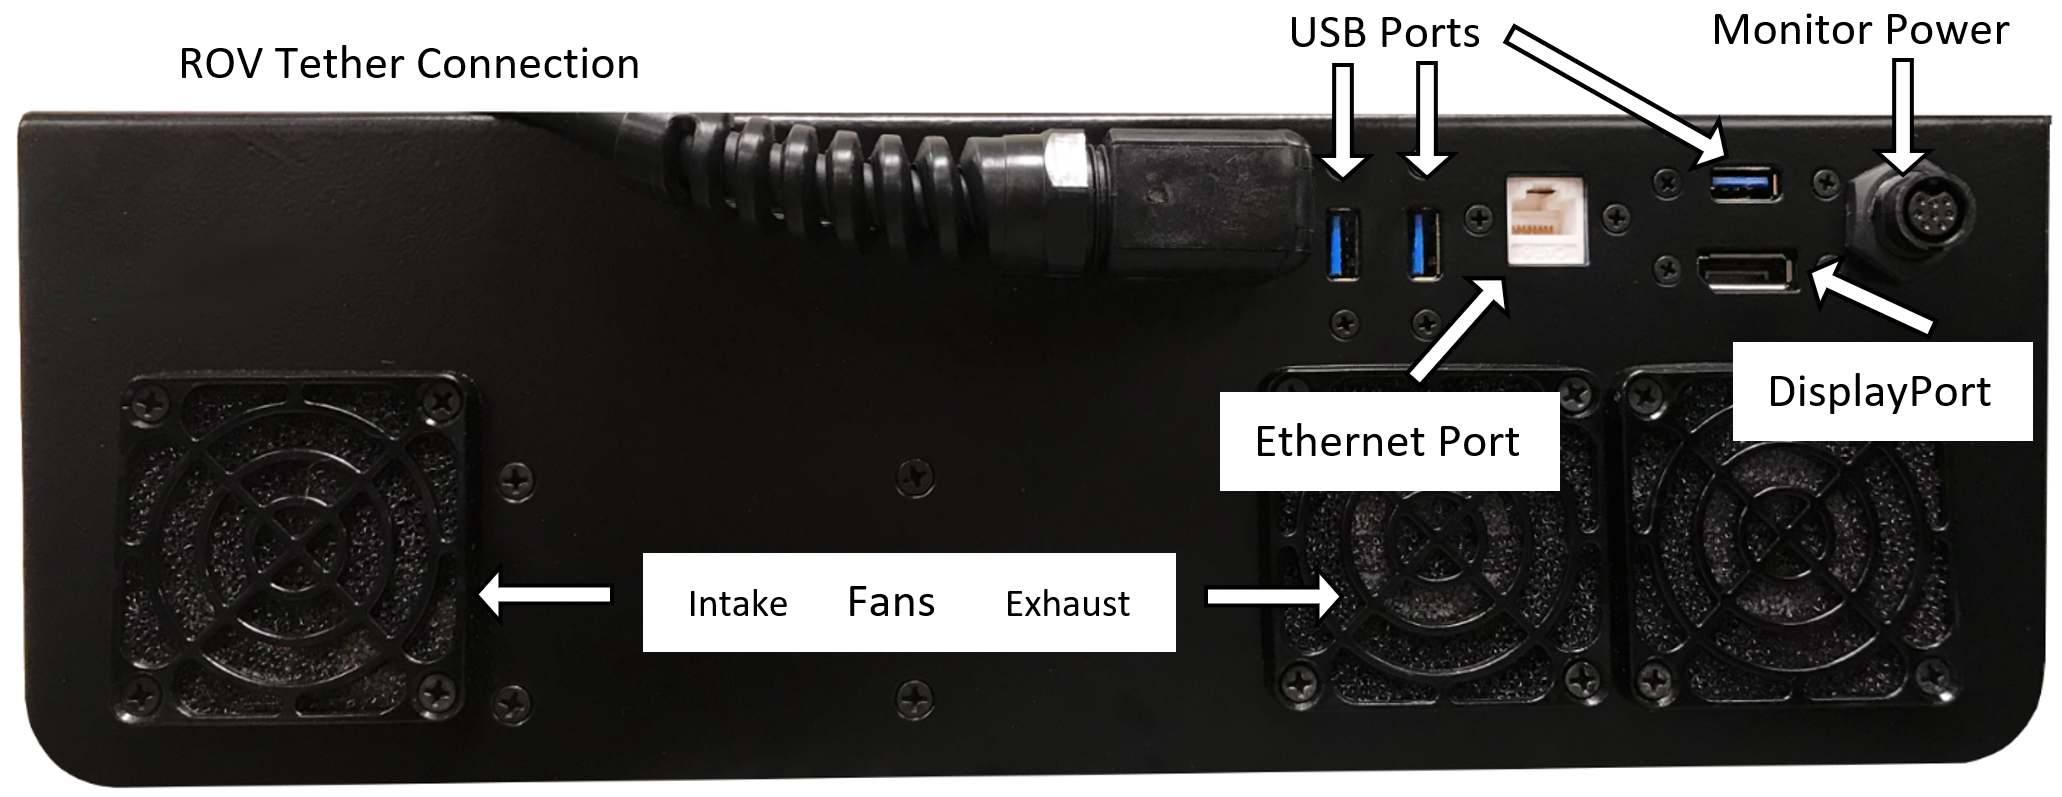 ROV Tether Connection
USB Ports
Monitor Power
DisplayPort
Ethernet Port
Intake Fans Exhaust